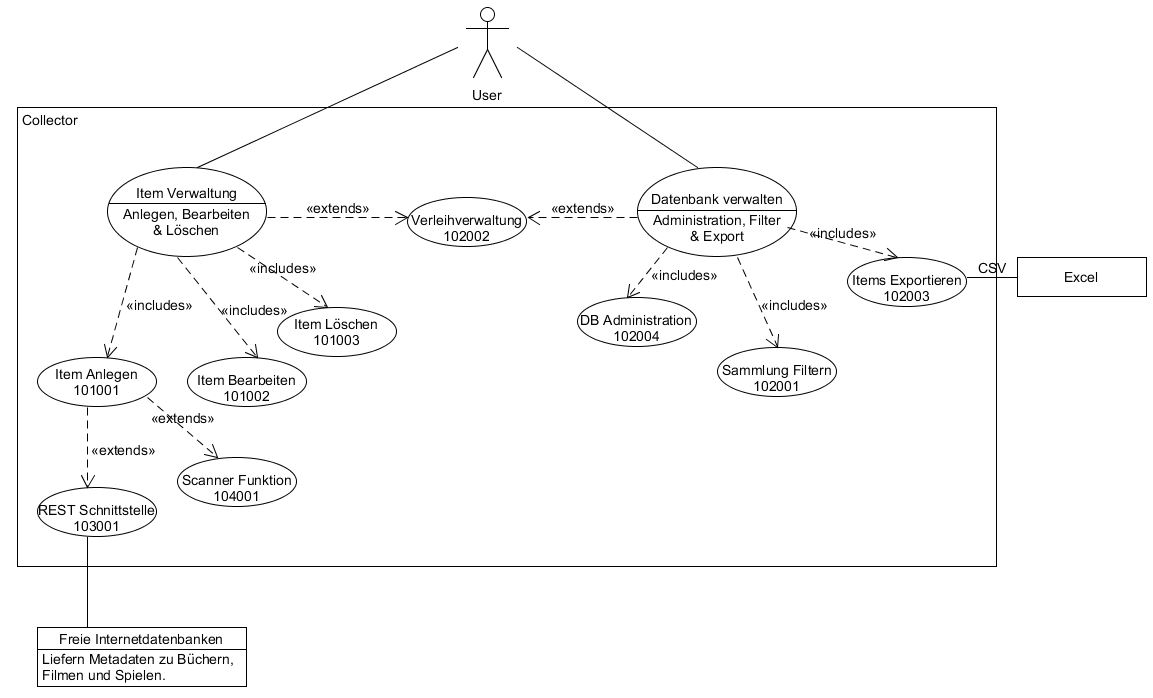 User
Collector
Item Verwaltung
Anlegen, Bearbeiten
& Löschen
«extends»
Verleihverwaltung
102002
«extends»
Datenbank verwalten
Administration, Filter
& Export
«includes»
«includes»
«includes»
«includes»
«includes»
«includes»
Item Löschen
101003
DB Administration
102004
Items Exportieren
102003
CSV
Excel
Item Anlegen
101001
Item Bearbeiten
101002
Sammlung Filtern
102001
«extends»
«extends»
Scanner Funktion
104001
REST Schnittstelle
103001
Freie Internetdatenbanken
Liefern Metadaten zu Büchern,
Filmen und Spielen.